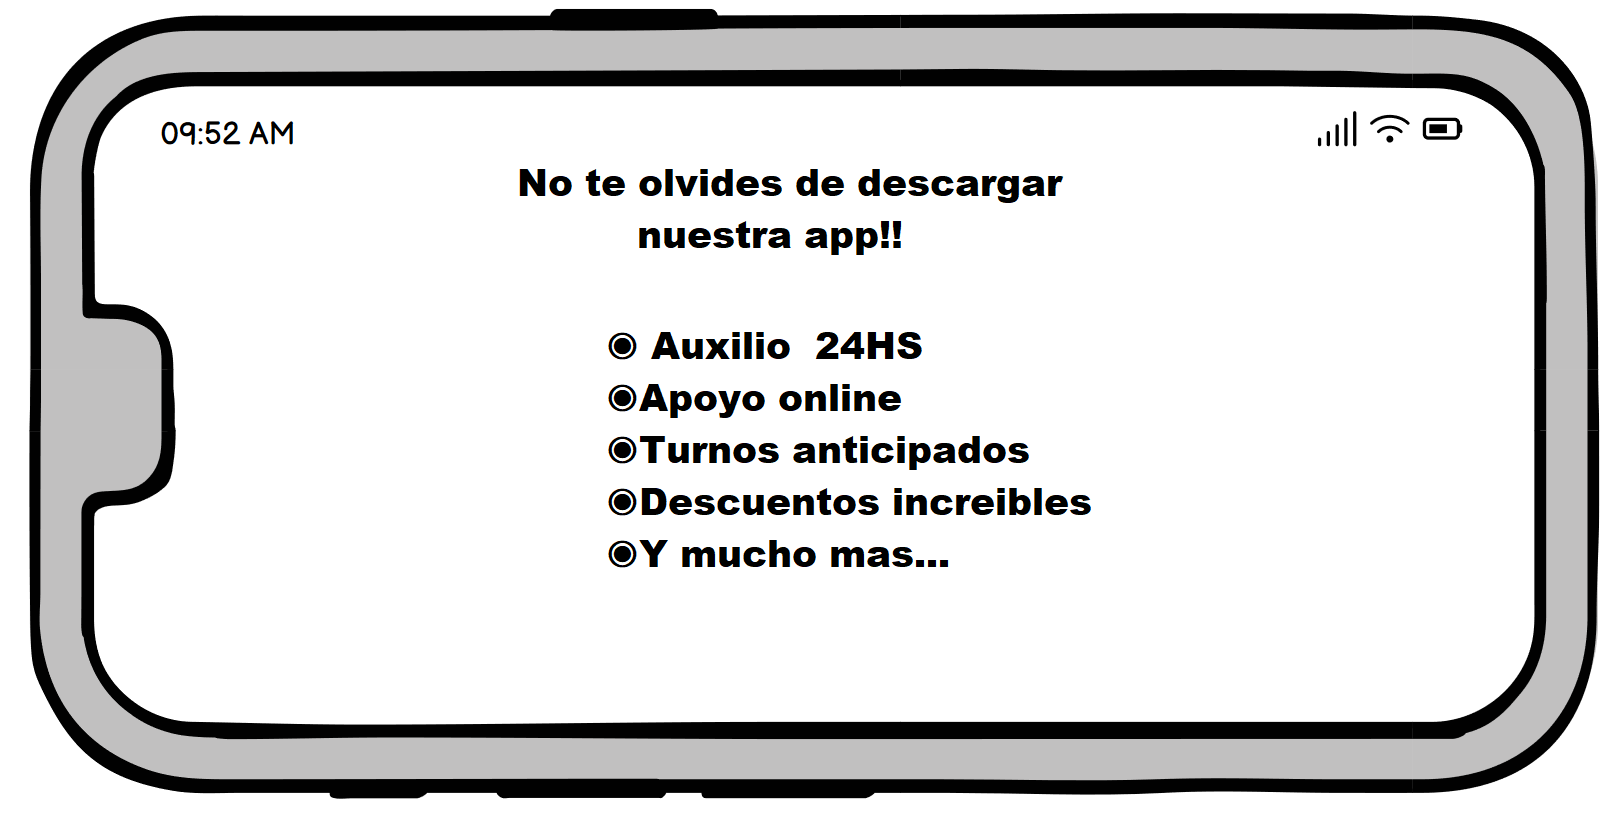 09:52 AM
No te olvides de descargar
nuestra app!!
◉ Auxilio  24HS
◉Apoyo online
◉Turnos anticipados
◉Descuentos increibles
◉Y mucho mas...